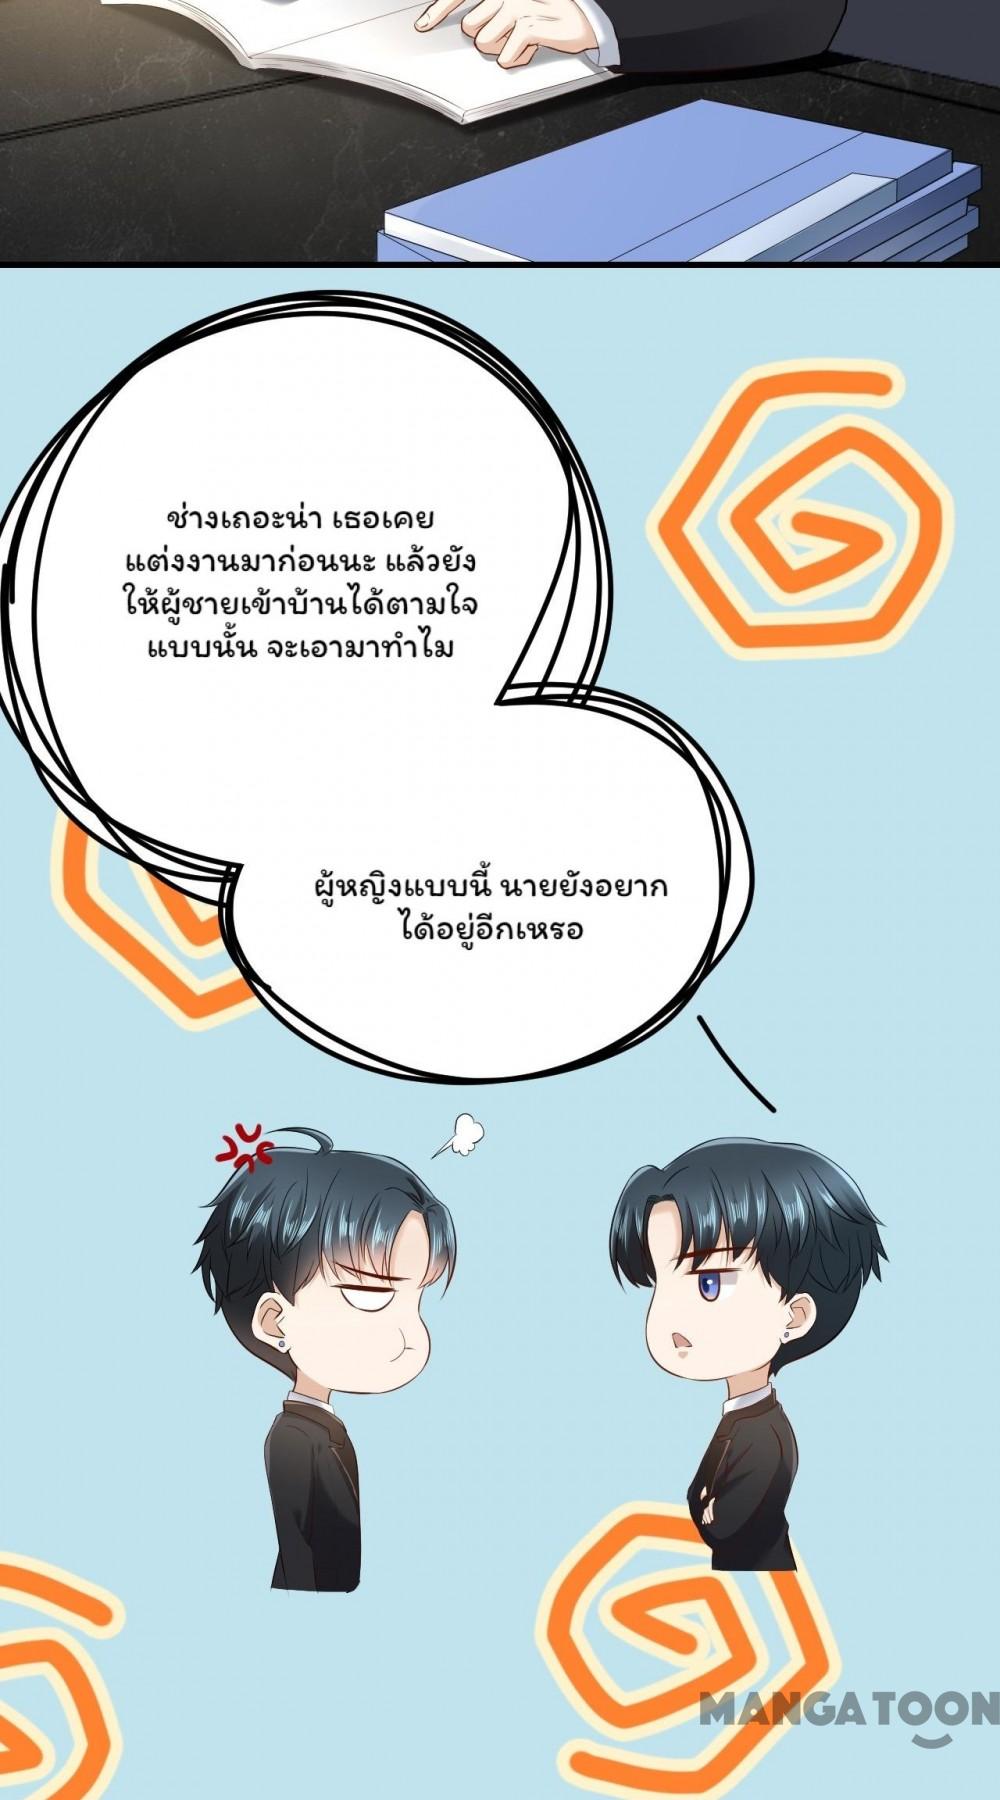 ช่างเถอะน่า เธอเคย
แต่งงานมาก่อนนะ แล้วยัง
ให้ผู้ชายเข้าบ้านได้ตามใจ
แบบนั้น จะเอามาทำไม
ผู้หญิงแบบนี้ นายยังอยาก
ได้อยู่อีกเหรอ
MANGATOON